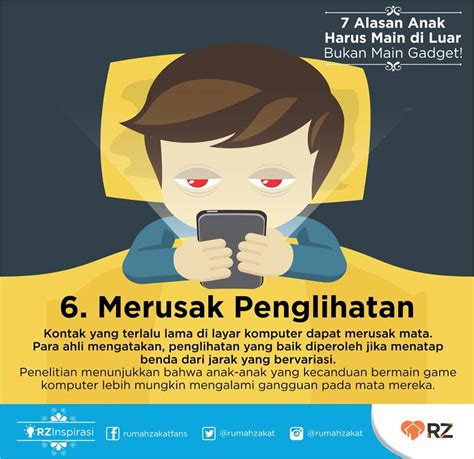 7 Alasan Anak
Harus Main di Luar
Bukan Main Gadget!
6. Merusak Penglihatan
Kontak yang terlalu lama di layar komputer dapat merusak mata.
Para ahli mengatakan, penglihatan yang baik diperoleh jika menatap
benda dari jarak yang bervariasi.
Penelitian menunjukkan bahwa anak-anak yang kecanduan bermain game
komputer lebih mungkin mengalami gangguan pada mata mereka.
RZInspirasi
rumahzakatfans
@rumahzakat
@rumahzakat
RZ